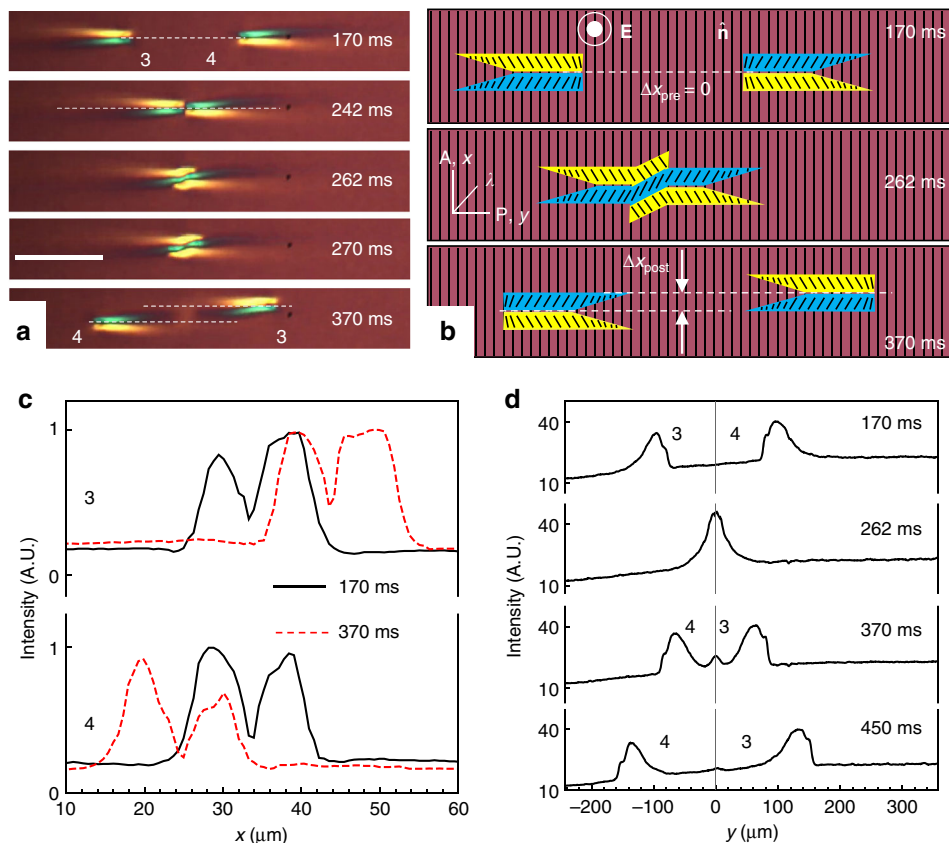 170 ms
3 4
242 ms
262 ms
270 ms
370 ms
4 3
a
E n̂ 170 ms
Δx_pre = 0
A, x
λ
P, y
262 ms
Δx_post
370 ms
b
c
1
3
0
170 ms
370 ms
1
4
0
Intensity (A.U.)
10 20 30 40 50 60
x (μm)
d
40
10
3 4
170 ms
40
10
262 ms
40
10
4 3
370 ms
40
10
4 3
450 ms
Intensity (A.U.)
−200 −100 0 100 200 300
y (μm)